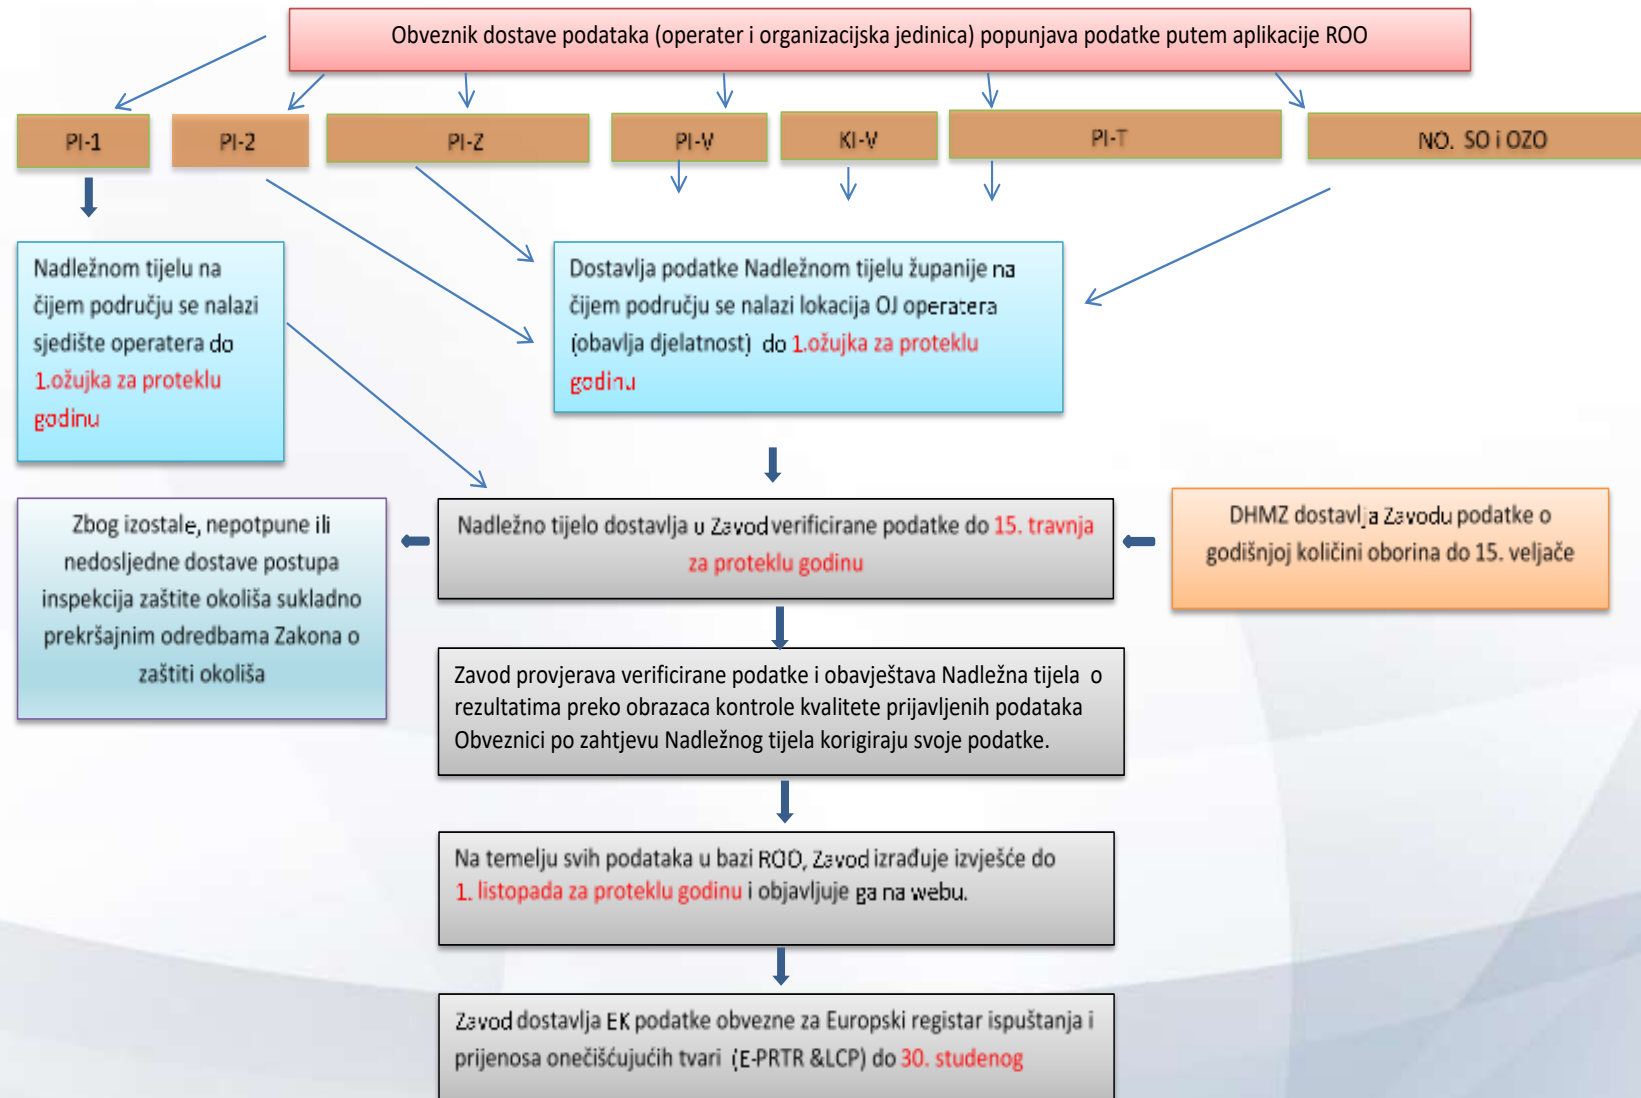 Obveznik dostave podataka (operater i organizacijska jedinica) popunjava podatke putem aplikacije ROO
PI-1
PI-2
PI-Z
PI-V
KI-V
PI-T
NO. SO i OZO
Nadležnom tijelu na
čijem području se nalazi
sjedište operatera do
1.ožujka za proteklu
godinu
Dostavlja podatke Nadležnom tijelu županije na
čijem području se nalazi lokacija OJ operatera
(obavlja djelatnost) do 1.ožujka za proteklu
godinu
Zbog izostale, nepotpune ili
nedosljedne dostave postupa
inspekcija zaštite okoliša sukladno
prekršajnim odredbama Zakona o
zaštiti okoliša
Nadležno tijelo dostavlja u Zavod verificirane podatke do 15. travnja
za proteklu godinu
DHMZ dostavlja Zavodu podatke o
godišnjoj količini oborina do 15. veljače
Zavod provjerava verificirane podatke i obavještava Nadležna tijela o
rezultatima preko obrazaca kontrole kvalitete prijavljenih podataka
Obveznici po zahtjevu Nadležnog tijela korigiraju svoje podatke.
Na temelju svih podataka u bazi ROO, Zavod izrađuje izvješće do
1. listopada za proteklu godinu i objavljuje ga na webu.
Zavod dostavlja EK podatke obvezne za Europski registar ispuštanja i
prijenosa onečišćujućih tvari (E-PRTR &LCP) do 30. studenog